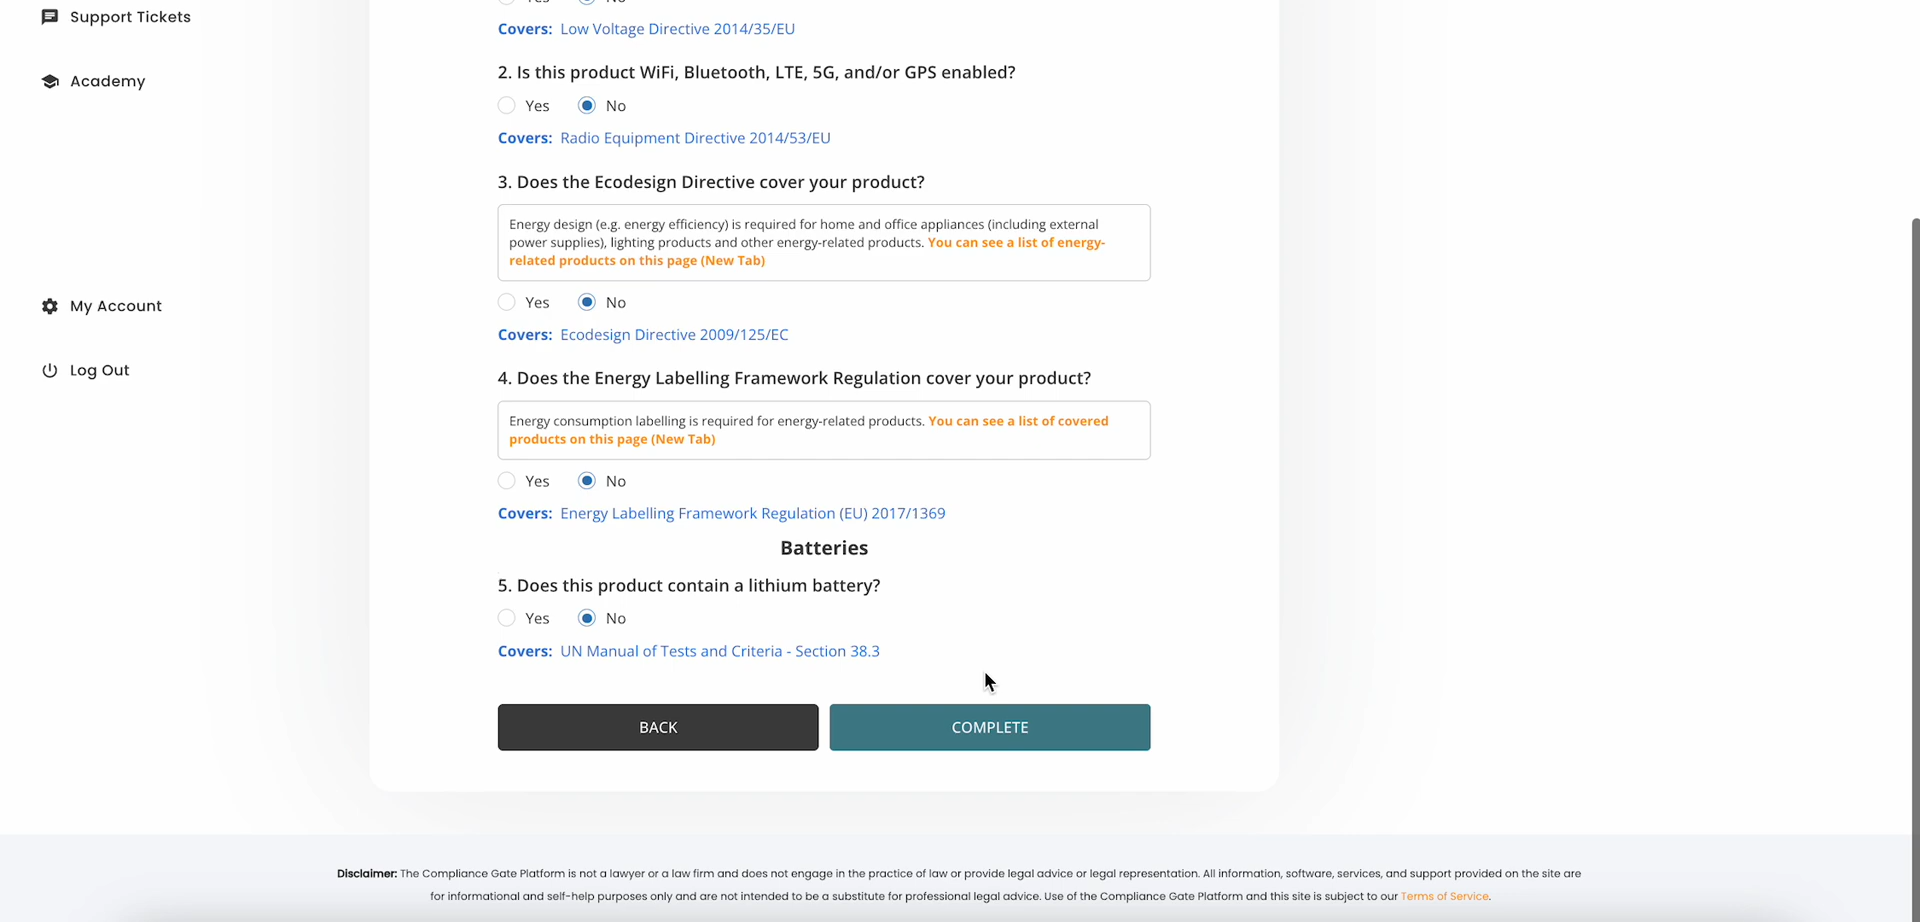 Support Tickets
Academy
My Account
Log Out
Yes No
Covers: Low Voltage Directive 2014/35/EU
2. Is this product WiFi, Bluetooth, LTE, 5G, and/or GPS enabled?
Yes No
Covers: Radio Equipment Directive 2014/53/EU
3. Does the Ecodesign Directive cover your product?
Energy design (e.g. energy efficiency) is required for home and office appliances (including external
power supplies), lighting products and other energy-related products. You can see a list of energy-
related products on this page (New Tab)
Yes No
Covers: Ecodesign Directive 2009/125/EC
4. Does the Energy Labelling Framework Regulation cover your product?
Energy consumption labelling is required for energy-related products. You can see a list of covered
products on this page (New Tab)
Yes No
Covers: Energy Labelling Framework Regulation (EU) 2017/1369
Batteries
5. Does this product contain a lithium battery?
Yes No
Covers: UN Manual of Tests and Criteria - Section 38.3
BACK
COMPLETE
Disclaimer: The Compliance Gate Platform is not a lawyer or a law firm and does not engage in the practice of law or provide legal advice or legal representation. All information, software, services, and support provided on the site are
for informational and self-help purposes only and are not intended to be a substitute for professional legal advice. Use of the Compliance Gate Platform and this site is subject to our Terms of Service.